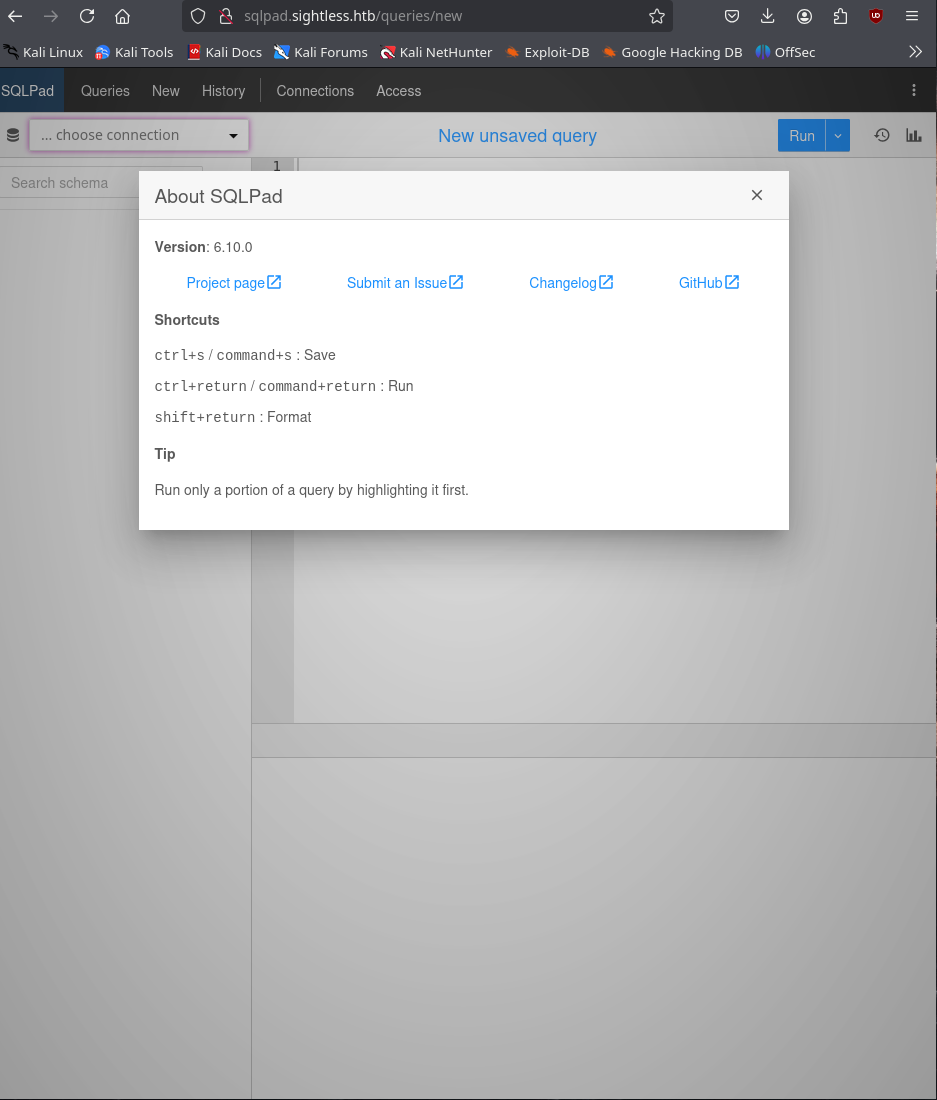 sqlpad.sightless.htb/queries/new
Kali Linux Kali Tools Kali Docs Kali Forums Kali NetHunter Exploit-DB Google Hacking DB OffSec
SQLPad Queries New History Connections Access
... choose connection New unsaved query Run
Search schema 1
About SQLPad
Version: 6.10.0
Project page Submit an Issue Changelog GitHub
Shortcuts
ctrl+s / command+s : Save
ctrl+return / command+return : Run
shift+return : Format
Tip
Run only a portion of a query by highlighting it first.